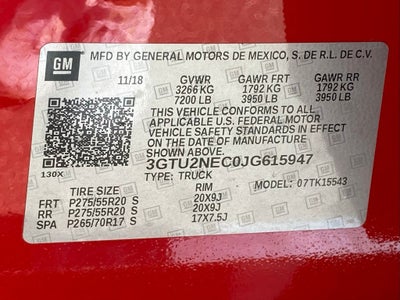 GM
MFD BY GENERAL MOTORS DE MEXICO, S. DE R.L. DE C.V.
11/18 GVWR GAWR FRT GAWR RR
3266 KG 1792 KG 1792 KG
7200 LB 3950 LB 3950 LB
THIS VEHICLE CONFORMS TO ALL
APPLICABLE U.S. FEDERAL MOTOR
VEHICLE SAFETY STANDARDS IN EFFECT
ON THE DATE OF MANUFACTURE
SHOWN ABOVE.
3GTU2NEC0JG615947
130X TYPE: TRUCK MODEL: 07TK15543
TIRE SIZE RIM
FRT P275/55R20 S 20X9J
RR P275/55R20 S 20X9J
SPA P265/70R17 S 17X7.5J